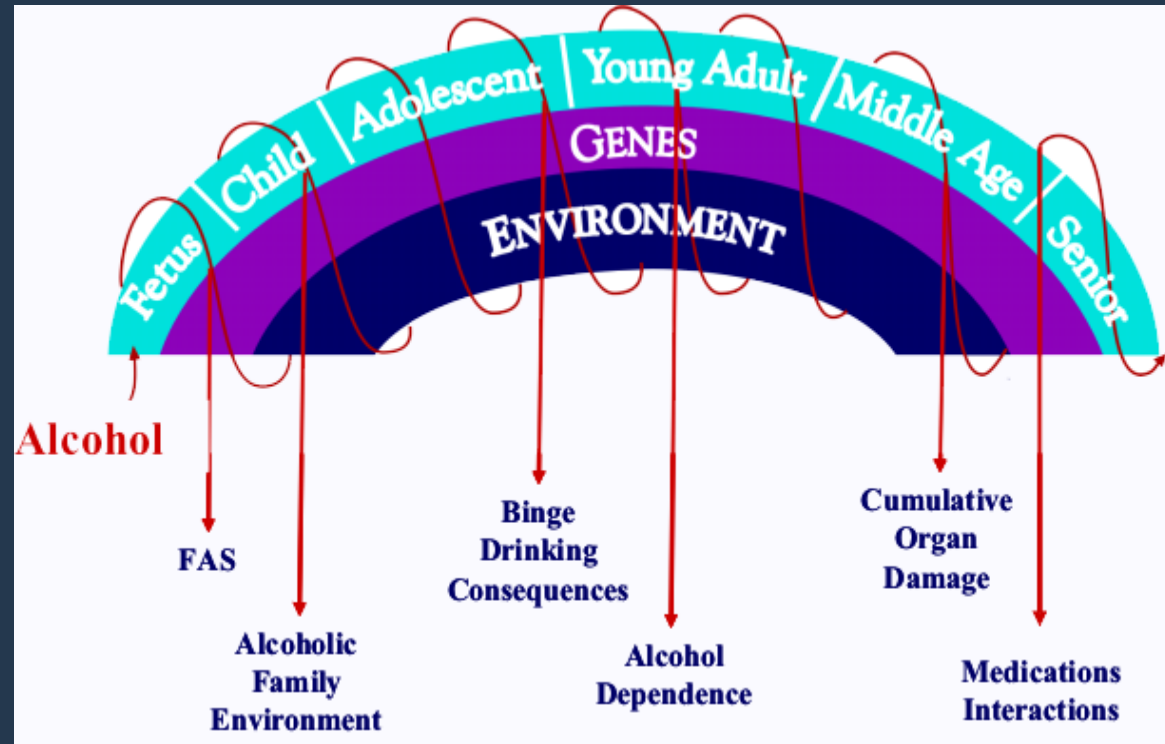 Fetus
Child
Adolescent
Young Adult
Middle Age
Senior
GENES
ENVIRONMENT
Alcohol
FAS
Alcoholic
Family
Environment
Binge
Drinking
Consequences
Alcohol
Dependence
Cumulative
Organ
Damage
Medications
Interactions